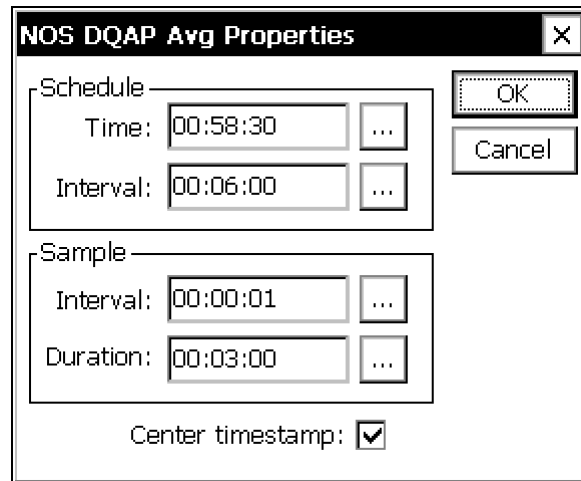 NOS DQAP Avg Properties
Schedule
Time: 00:58:30 ...
Interval: 00:06:00 ...
Sample
Interval: 00:00:01 ...
Duration: 00:03:00 ...
Center timestamp:
OK
Cancel